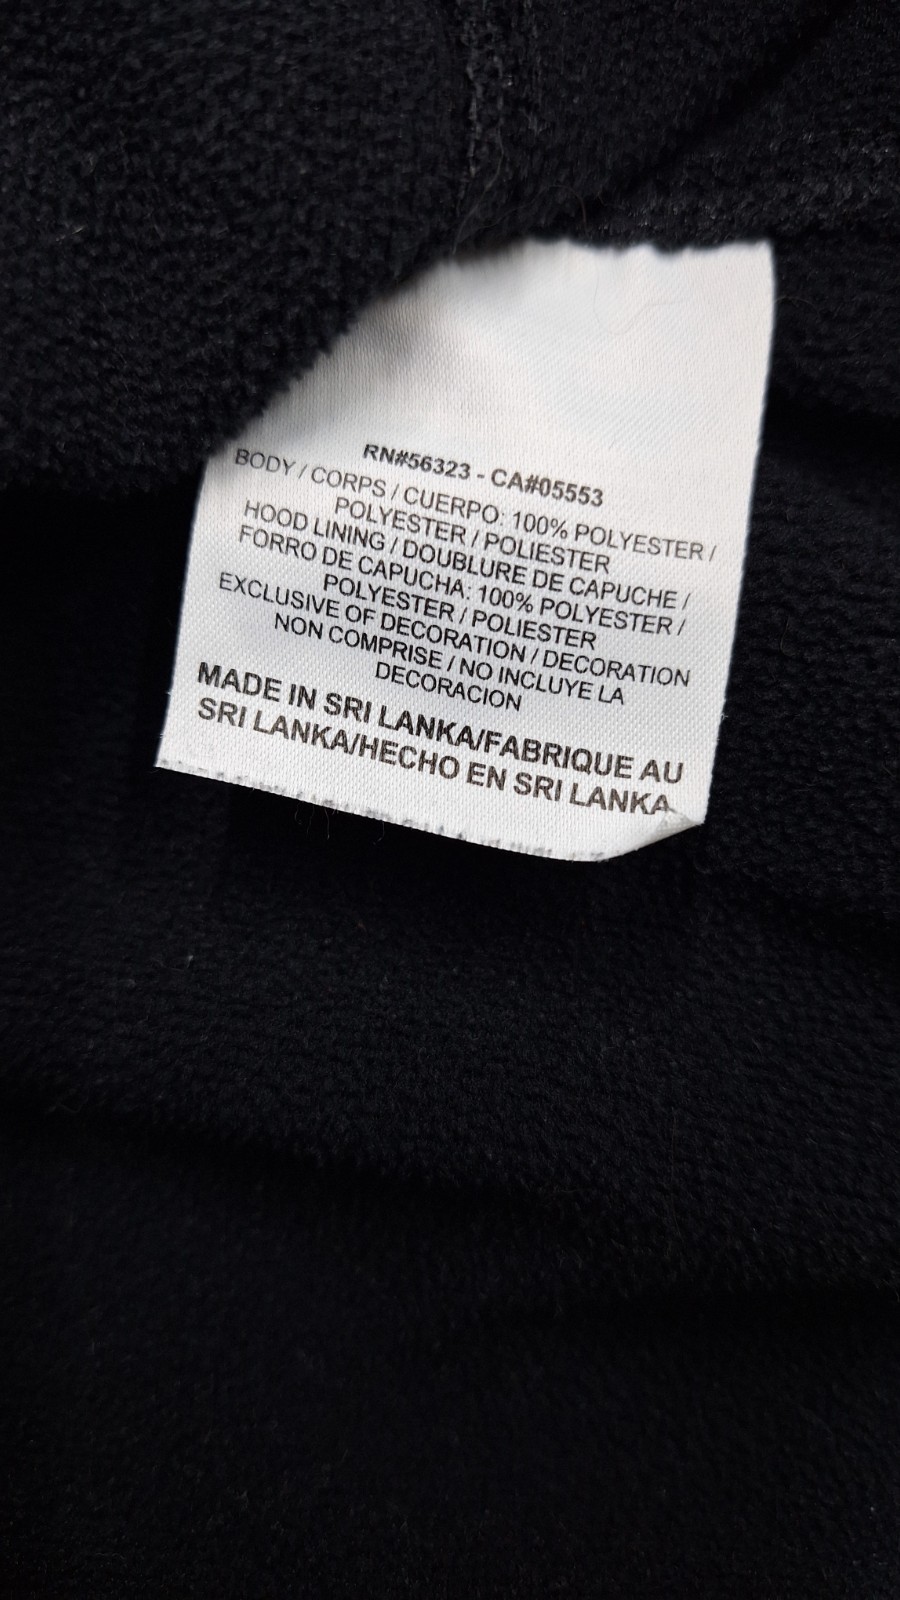 RN#56323 - CA#05553
BODY / CORPS / CUERPO: 100% POLYESTER /
POLYESTER / POLIESTER
HOOD LINING / DOUBLURE DE CAPUCHE /
FORRO DE CAPUCHA: 100% POLYESTER /
POLYESTER / POLIESTER
EXCLUSIVE OF DECORATION / DECORATION
NON COMPRISE / NO INCLUYE LA
DECORACION
MADE IN SRI LANKA/FABRIQUE AU
SRI LANKA/HECHO EN SRI LANKA